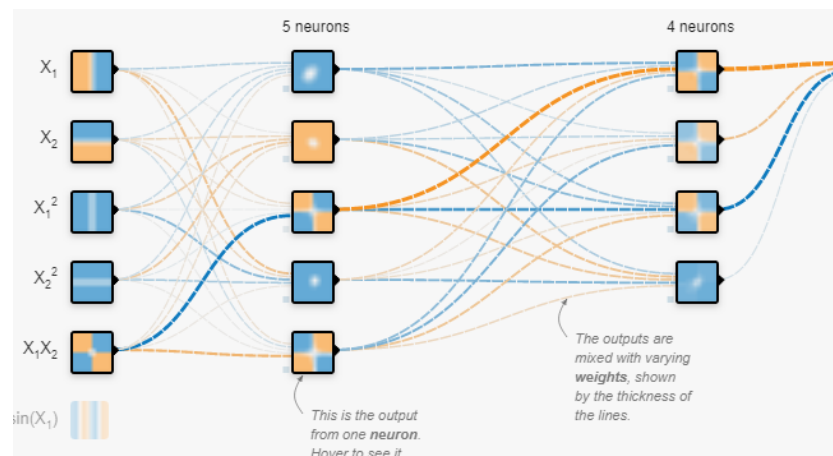 5 neurons
4 neurons
X₁
X₂
X₁²
X₂²
X₁X₂
sin(X₁)
This is the output
from one neuron.
Hover to see it
The outputs are
mixed with varying
weights, shown
by the thickness of
the lines.